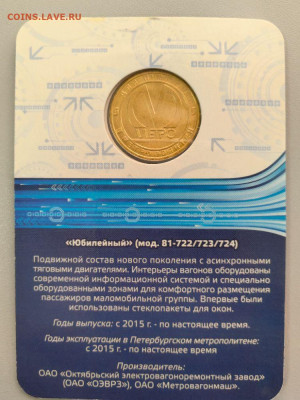 COINS.LAVE.RU
«Юбилейный» (мод. 81-722/723/724)
Подвижной состав нового поколения с асинхронными
тяговыми двигателями. Интерьеры вагонов оборудованы
современной информационной системой и специально
оборудованными зонами для комфортного размещения
пассажиров маломобильной группы. Впервые были
использованы стеклопакеты для окон.
Годы выпуска: с 2015 г. - по настоящее время.
Годы эксплуатации в Петербургском метрополитене:
с 2015 г. - по настоящее время
Производители:
ОАО «Октябрьский электровагоноремонтный завод»
(ОАО «ОЭВРЗ»), ОАО «Метровагонмаш».